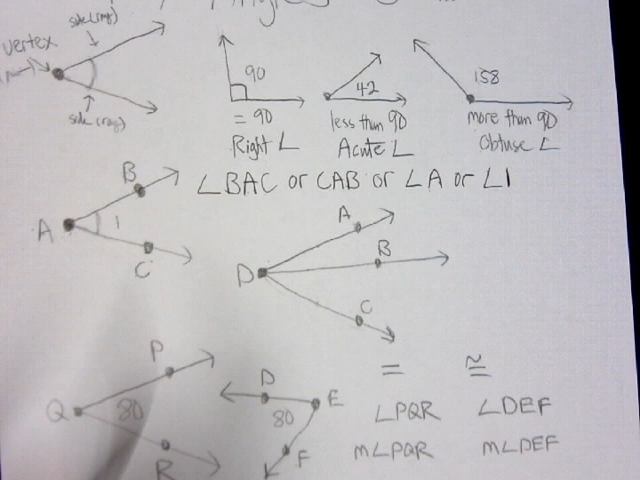 side(ray)
vertex
side(ray)
90
= 90
Right ∠
42
less than 90
Acute ∠
158
more than 90
Obtuse ∠
∠BAC or CAB or ∠A or ∠1
A
B
1
C
D
A
B
C
P
Q
80
R
D
E
80
F
= ≅
∠PQR ∠DEF
m∠PQR m∠DEF